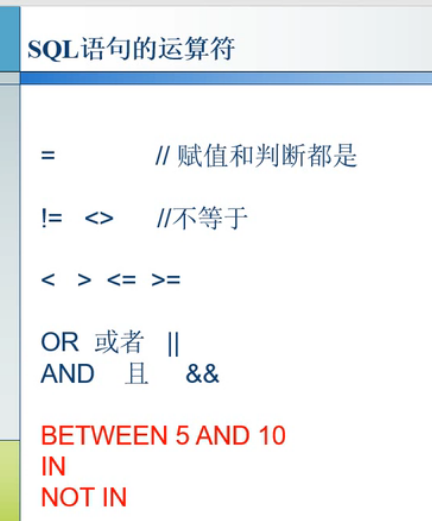 SQL语句的运算符
= // 赋值和判断都是
!= <> //不等于
< > <= >=
OR 或者 ||
AND 且 &&
BETWEEN 5 AND 10
IN
NOT IN